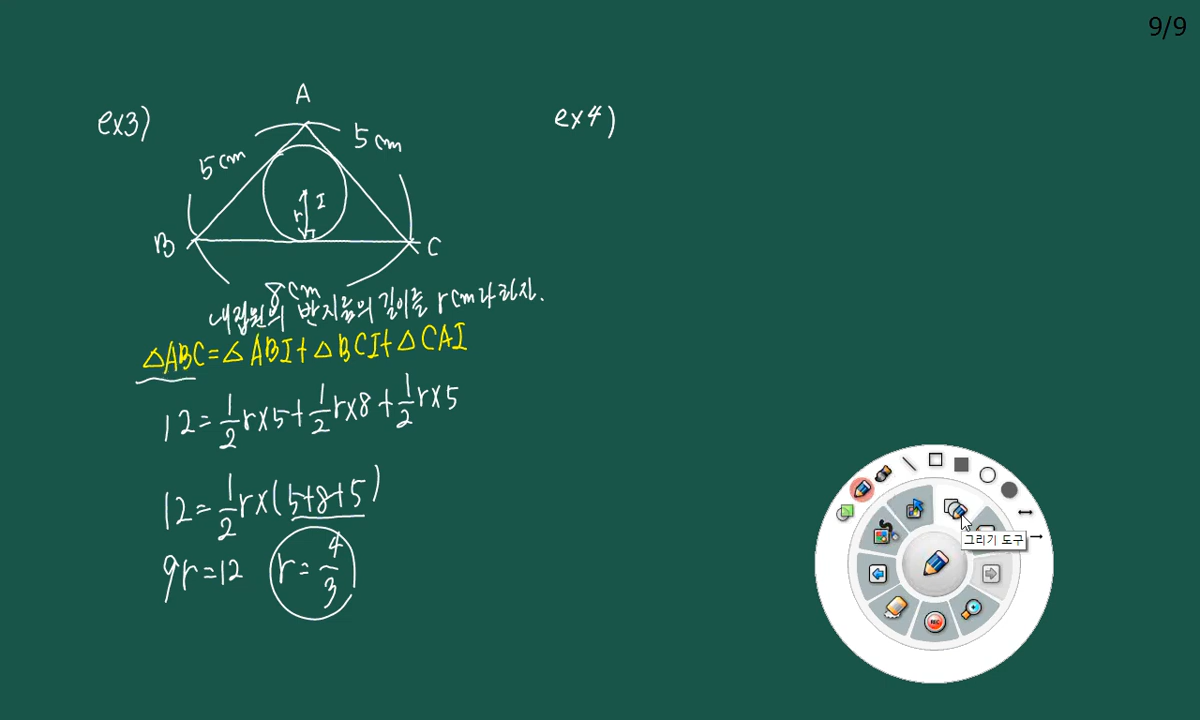 9/9
ex3)
A
5cm
5cm
I
r
B
C
8cm
내접원의 반지름의 길이를 rcm라 하자.
△ABC=△ABI+△BCI+△CAI
12=1/2r×5+1/2r×8+1/2r×5
12=1/2r×(5+8+5)
9r=12 r=4/3
ex4)
REC
그리기 도구